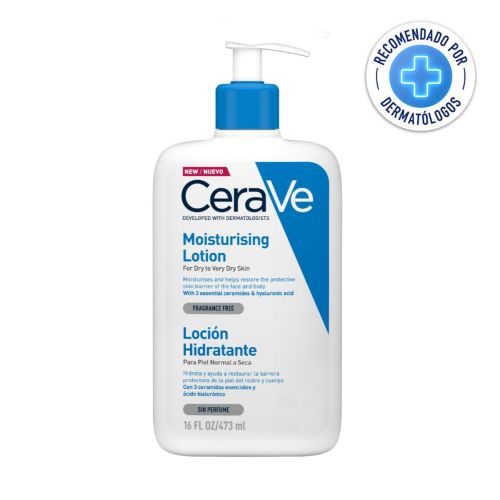 RECOMENDADO POR
DERMATÓLOGOS
NEW / NUEVO
CeraVe
DEVELOPED WITH DERMATOLOGISTS
Moisturising
Lotion
For Dry to Very Dry Skin
Moisturises and helps restore the protective
skin barrier of the face and body
With 3 essential ceramides & hyaluronic acid
FRAGRANCE FREE
Loción
Hidratante
Para Piel Normal a Seca
Hidrata y ayuda a restaurar la barrera
protectora de la piel del rostro y cuerpo
Con 3 ceramidas esenciales y
ácido hialurónico
SIN PERFUME
16 FL OZ/473 ml